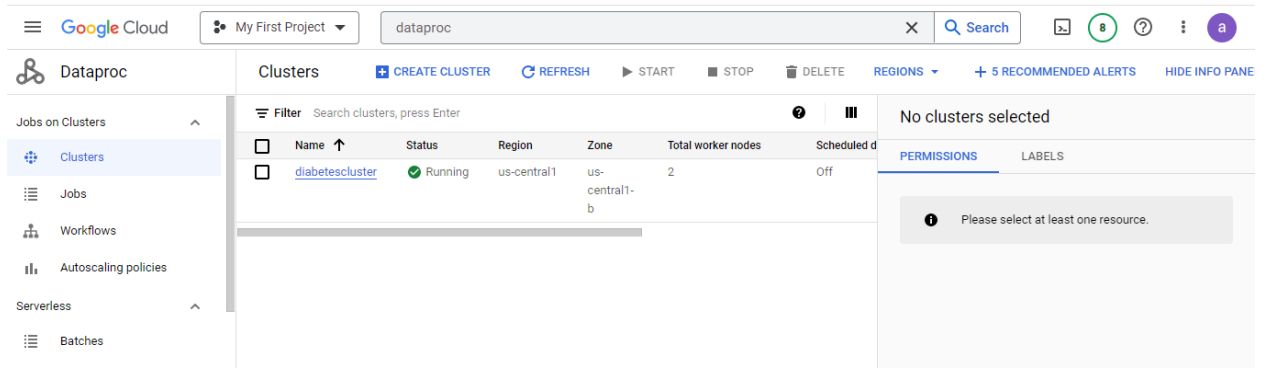 Google Cloud My First Project dataproc Search 8 a
Dataproc Clusters CREATE CLUSTER REFRESH START STOP DELETE REGIONS 5 RECOMMENDED ALERTS HIDE INFO PANE
Jobs on Clusters
Clusters
Jobs
Workflows
Autoscaling policies
Serverless
Batches
Filter Search clusters, press Enter
Name Status Region Zone Total worker nodes Scheduled d
diabetescluster Running us-central1 us- 2 Off
central1-
b
No clusters selected
PERMISSIONS LABELS
Please select at least one resource.